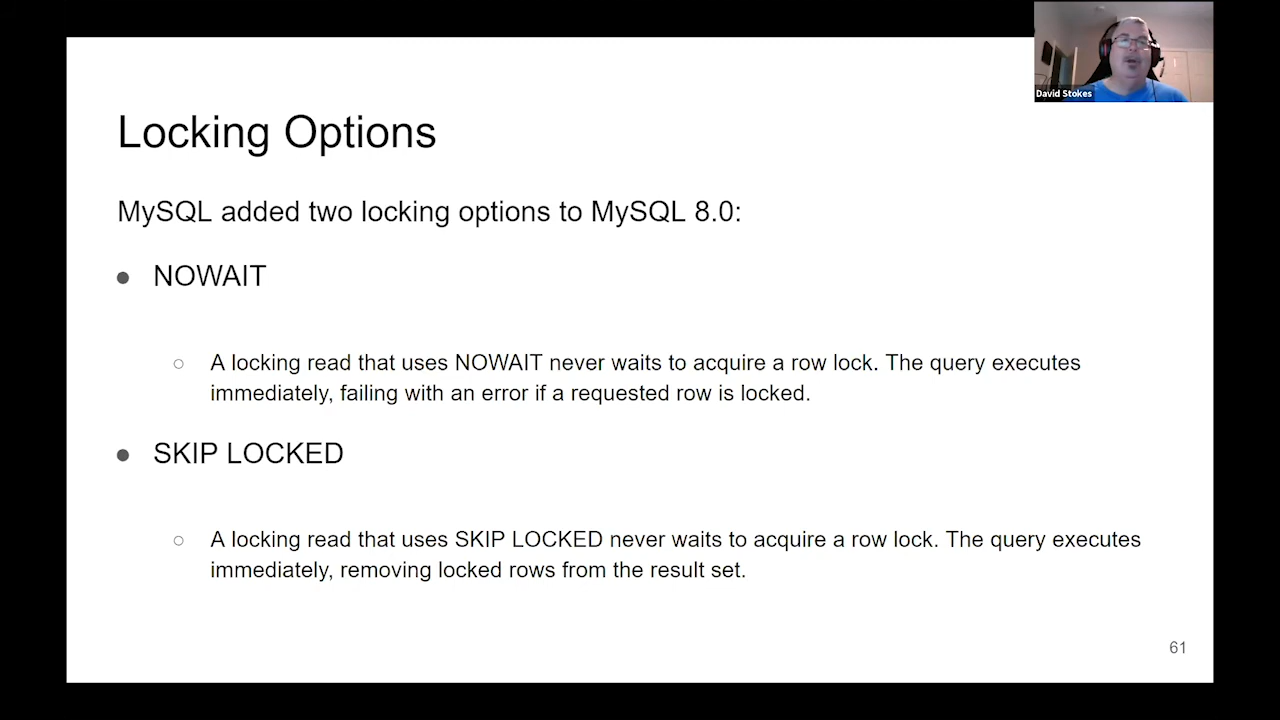 David Stokes
Locking Options
MySQL added two locking options to MySQL 8.0:
● NOWAIT
○ A locking read that uses NOWAIT never waits to acquire a row lock. The query executes
immediately, failing with an error if a requested row is locked.
● SKIP LOCKED
○ A locking read that uses SKIP LOCKED never waits to acquire a row lock. The query executes
immediately, removing locked rows from the result set.
61